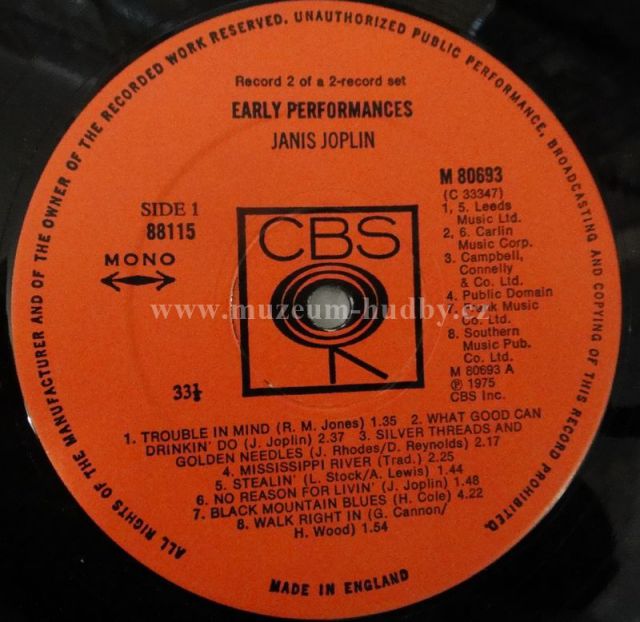 ALL RIGHTS OF THE MANUFACTURER AND OF THE OWNER OF THE RECORDED WORK RESERVED. UNAUTHORIZED PUBLIC PERFORMANCE, BROADCASTING AND COPYING OF THIS RECORD PROHIBITED.
Record 2 of a 2-record set
EARLY PERFORMANCES
JANIS JOPLIN
SIDE 1
88115
MONO
33⅓
CBS
M 80693
(C 33347)
1, 5. Leeds
Music Ltd.
2, 6. Carlin
Music Corp.
3. Campbell,
Connelly
& Co. Ltd.
4. Public Domain
7. Music
Co. Ltd.
8. Southern
Music Pub.
Co. Ltd.
M 80693 A
℗ 1975
CBS Inc.
www.muzeum-hudby.cz
1. TROUBLE IN MIND (R. M. Jones) 1.35 2. WHAT GOOD CAN
DRINKIN' DO (J. Joplin) 2.37 3. SILVER THREADS AND
GOLDEN NEEDLES (J. Rhodes/D. Reynolds) 2.17
4. MISSISSIPPI RIVER (Trad.) 2.25
5. STEALIN' (L. Stock/A. Lewis) 1.44
6. NO REASON FOR LIVIN' (J. Joplin) 1.48
7. BLACK MOUNTAIN BLUES (H. Cole) 4.22
8. WALK RIGHT IN (G. Cannon/
H. Wood) 1.54
MADE IN ENGLAND